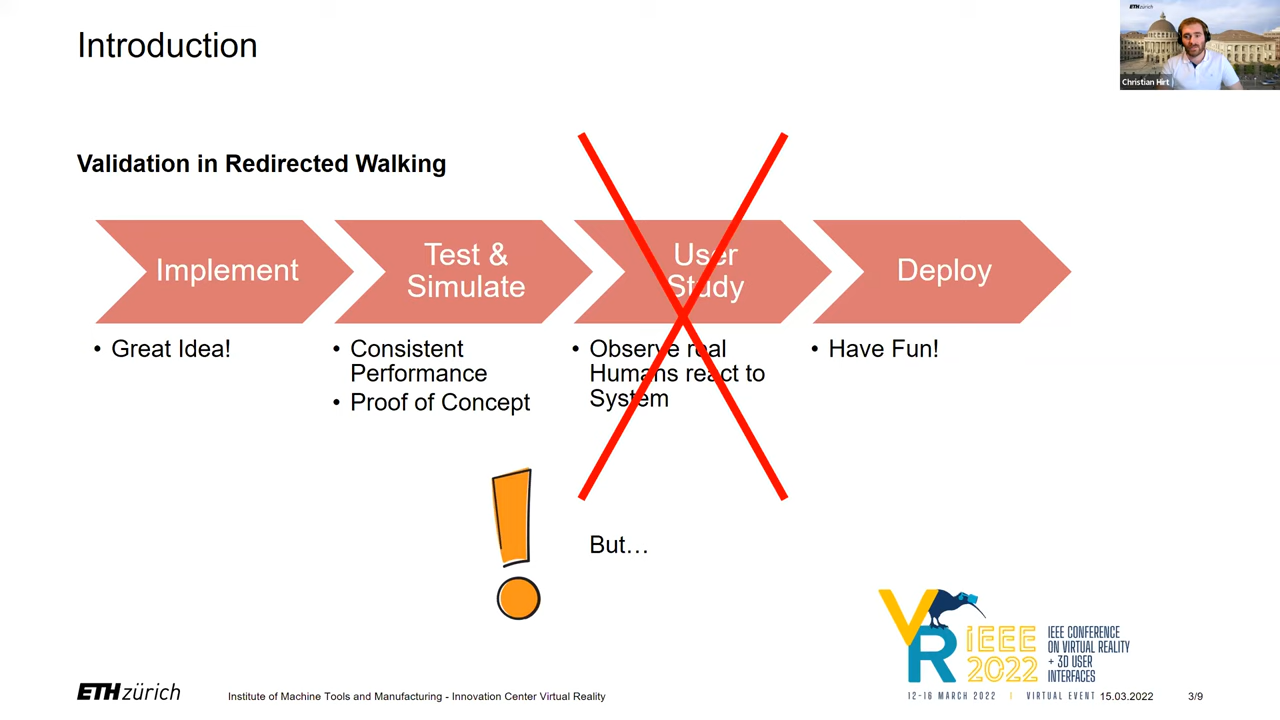 Introduction
ETHzürich
Christian Hirt
Validation in Redirected Walking
Implement
Test &
Simulate
User
Study
Deploy
• Great Idea!
• Consistent
Performance
• Proof of Concept
• Observe real
Humans react to
System
• Have Fun!
But…
VR
IEEE
2022
IEEE CONFERENCE
ON VIRTUAL REALITY
+ 3D USER
INTERFACES
12-16 MARCH 2022 | VIRTUAL EVENT
ETHzürich
Institute of Machine Tools and Manufacturing - Innovation Center Virtual Reality
15.03.2022
3/9